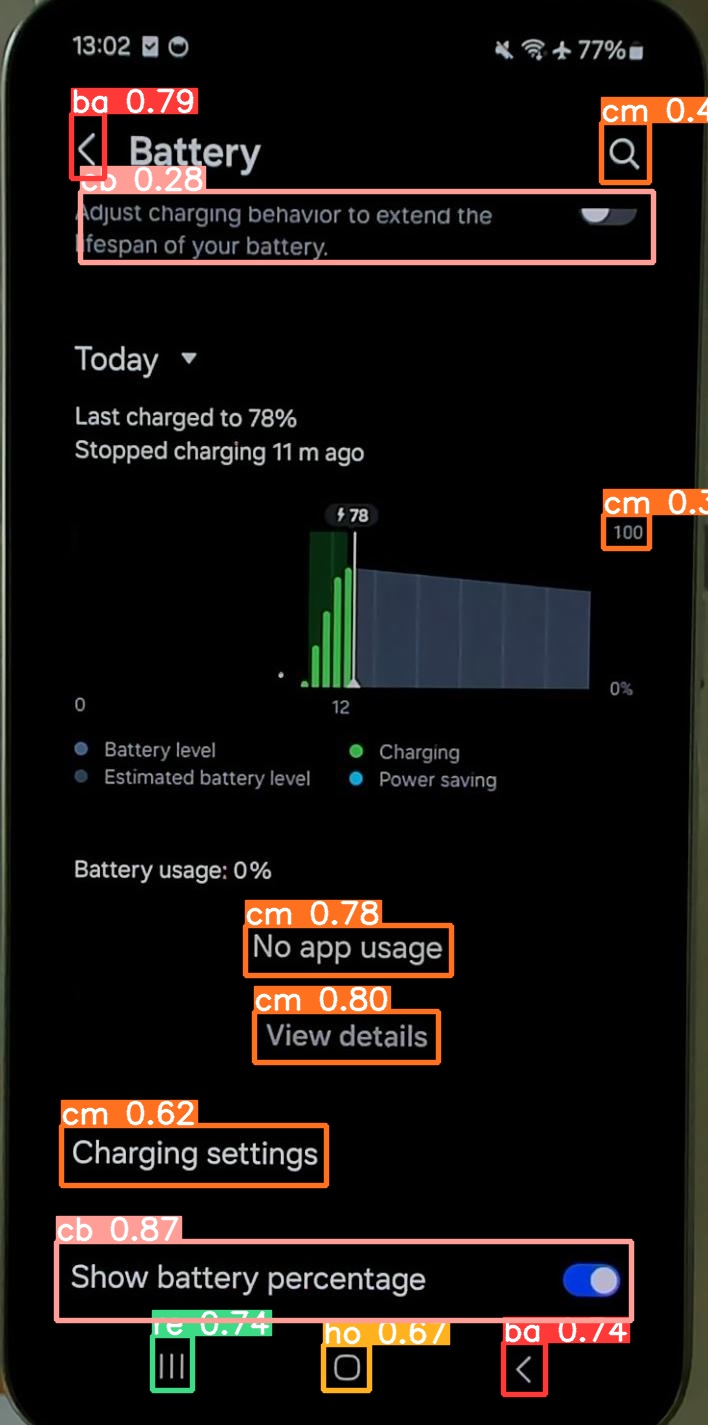 13:02 77%
ba 0.79
cm 0.4
Battery
cb 0.28
Adjust charging behavior to extend the
lifespan of your battery.
Today
Last charged to 78%
Stopped charging 11 m ago
78
cm 0.3
100
0%
0 12
Battery level Charging
Estimated battery level Power saving
Battery usage: 0%
cm 0.78
No app usage
cm 0.80
View details
cm 0.62
Charging settings
cb 0.87
Show battery percentage
re 0.74 ho 0.67 ba 0.74